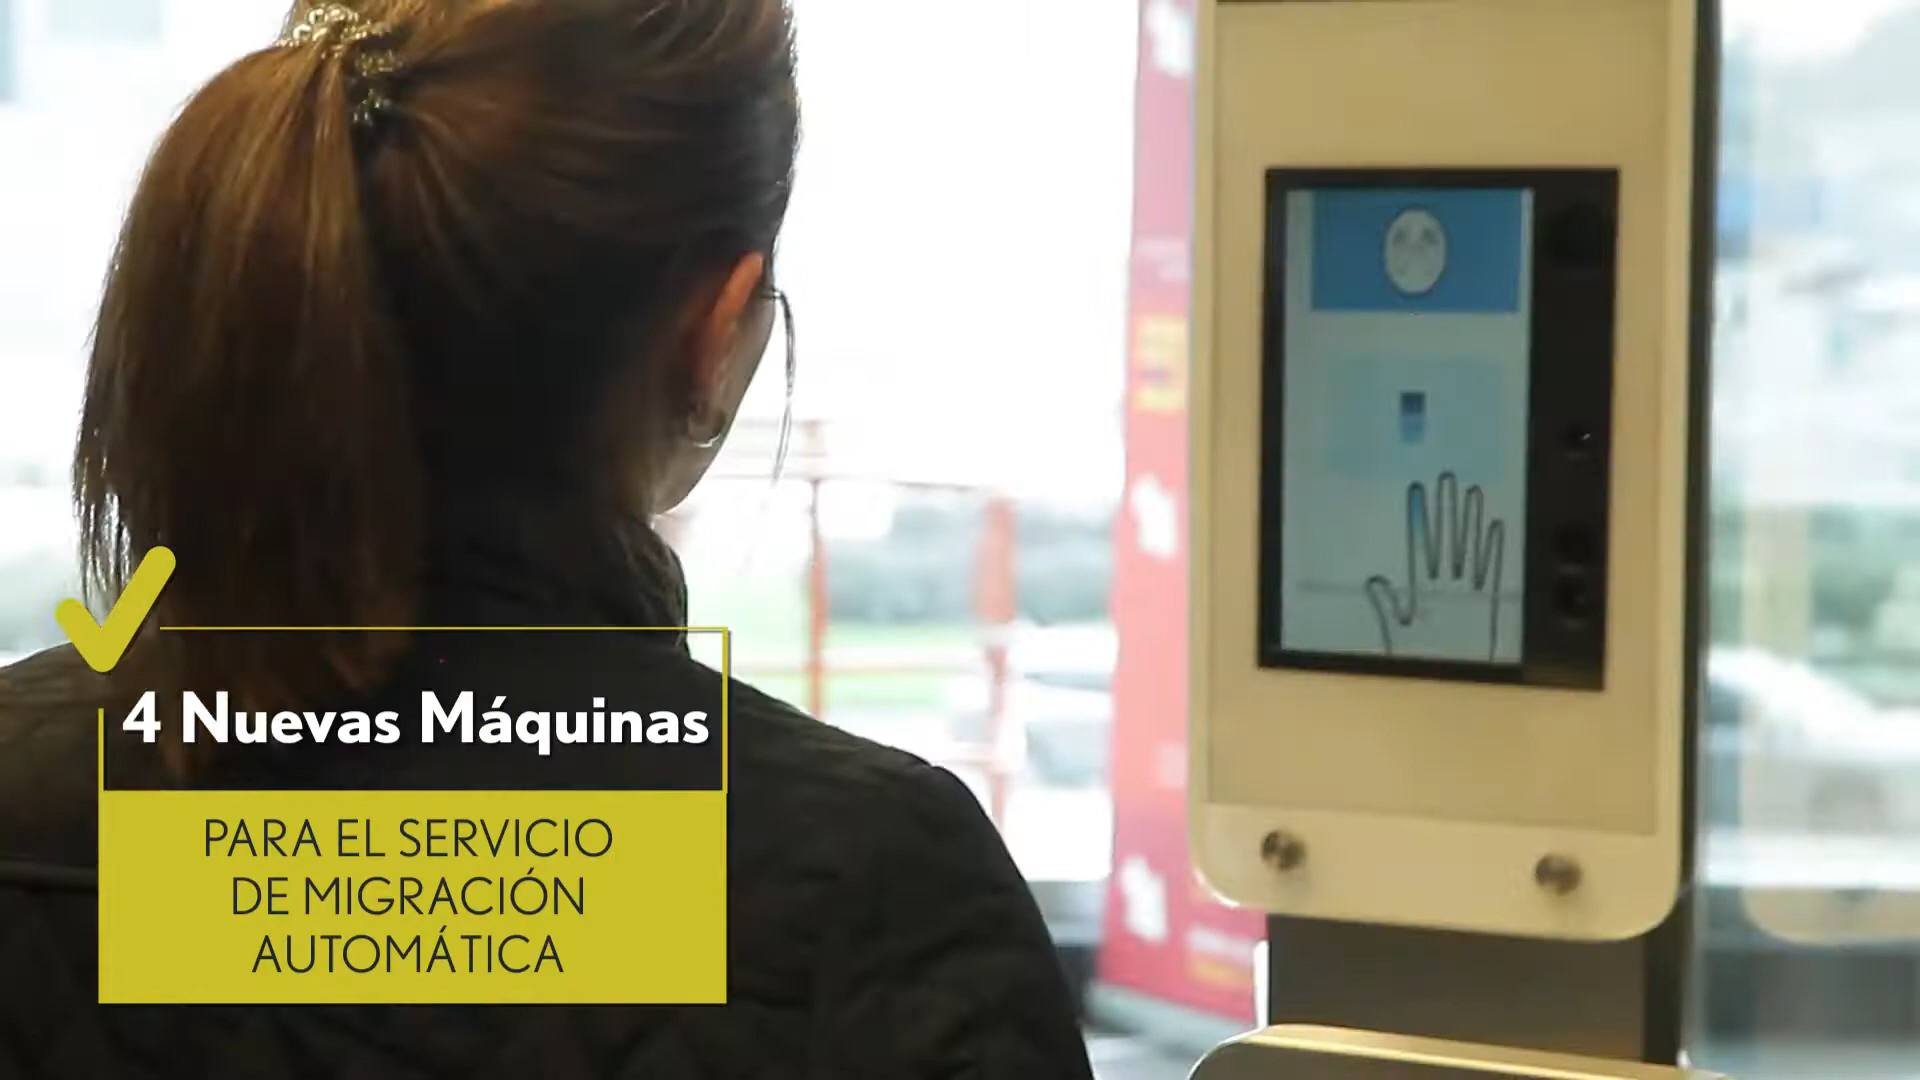 4 Nuevas Máquinas
PARA EL SERVICIO
DE MIGRACIÓN
AUTOMÁTICA